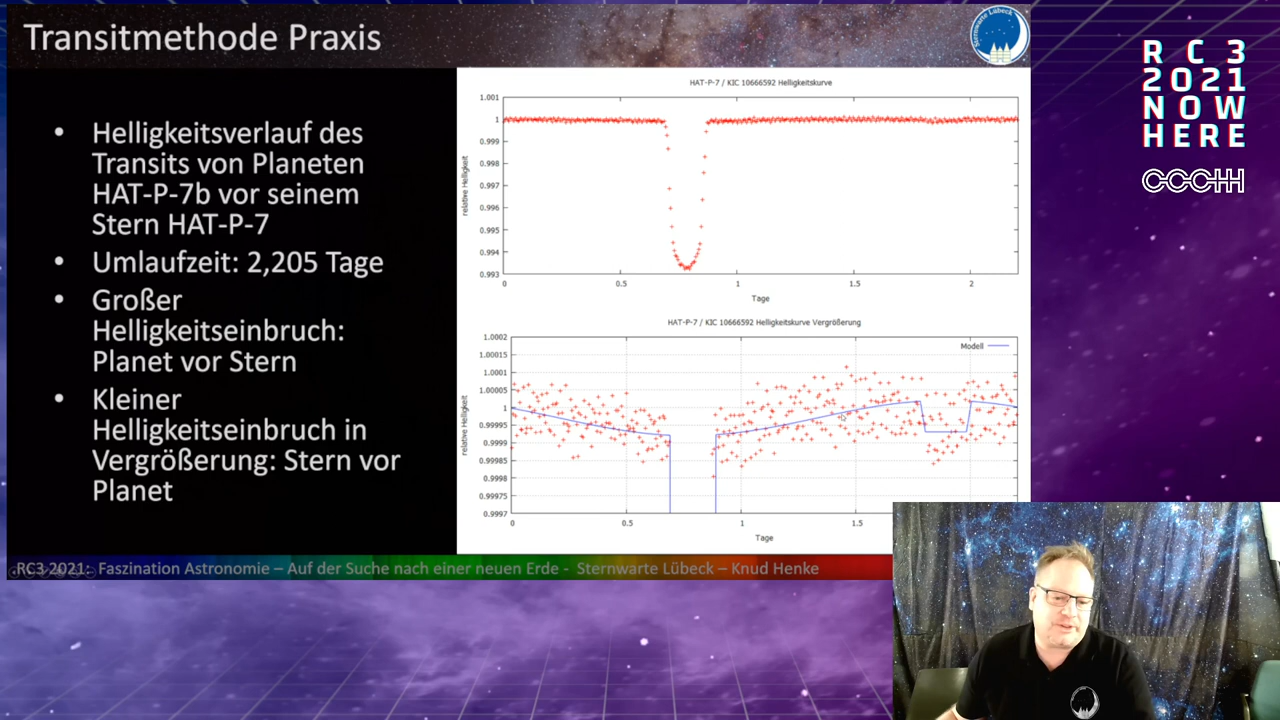 Transitmethode Praxis
Sternwarte Lübeck
• Helligkeitsverlauf des
Transits von Planeten
HAT-P-7b vor seinem
Stern HAT-P-7
• Umlaufzeit: 2,205 Tage
• Großer
Helligkeitseinbruch:
Planet vor Stern
• Kleiner
Helligkeitseinbruch in
Vergrößerung: Stern vor
Planet
HAT-P-7 / KIC 10666592 Helligkeitskurve
relative Helligkeit
1.001
1
0.999
0.998
0.997
0.996
0.995
0.994
0.993
0 0.5 1 1.5 2
Tage
HAT-P-7 / KIC 10666592 Helligkeitskurve Vergrößerung
Modell
relative Helligkeit
1.0002
1.00015
1.0001
1.00005
1
0.99995
0.9999
0.99985
0.9998
0.99975
0.9997
0 0.5 1 1.5
Tage
RC3 2021: Faszination Astronomie – Auf der Suche nach einer neuen Erde - Sternwarte Lübeck – Knud Henke
RC3
2021
NOW
HERE
CCCHH